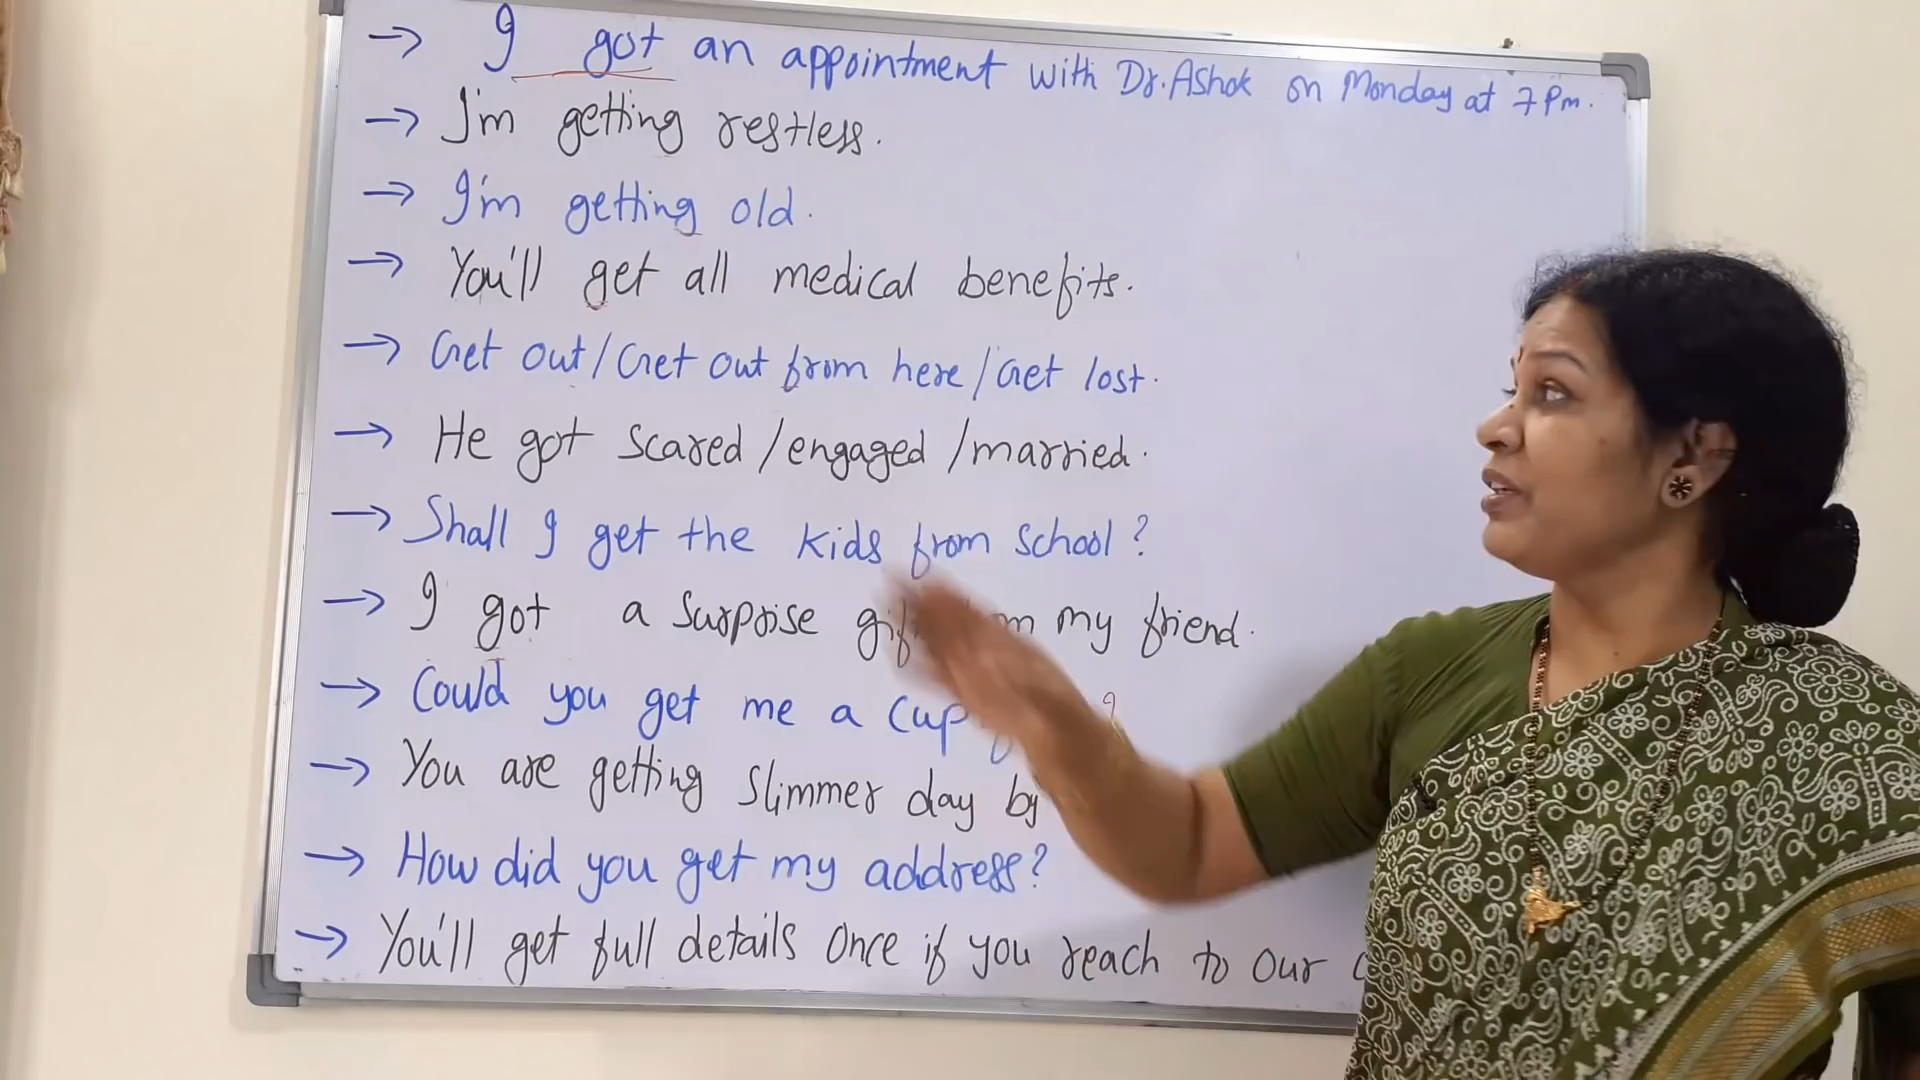 → I got an appointment with Dr. Ashok on Monday at 7 Pm.
→ I'm getting restless.
→ I'm getting old.
→ You'll get all medical benefits.
→ Get out/Get out from here/Get lost.
→ He got scared/engaged/married.
→ Shall I get the kids from school?
→ I got a surprise my friend.
→ Could you get me a cup ?
→ You are getting slimmer day by
→ How did you get my address?
→ You'll get full details once if you reach to our